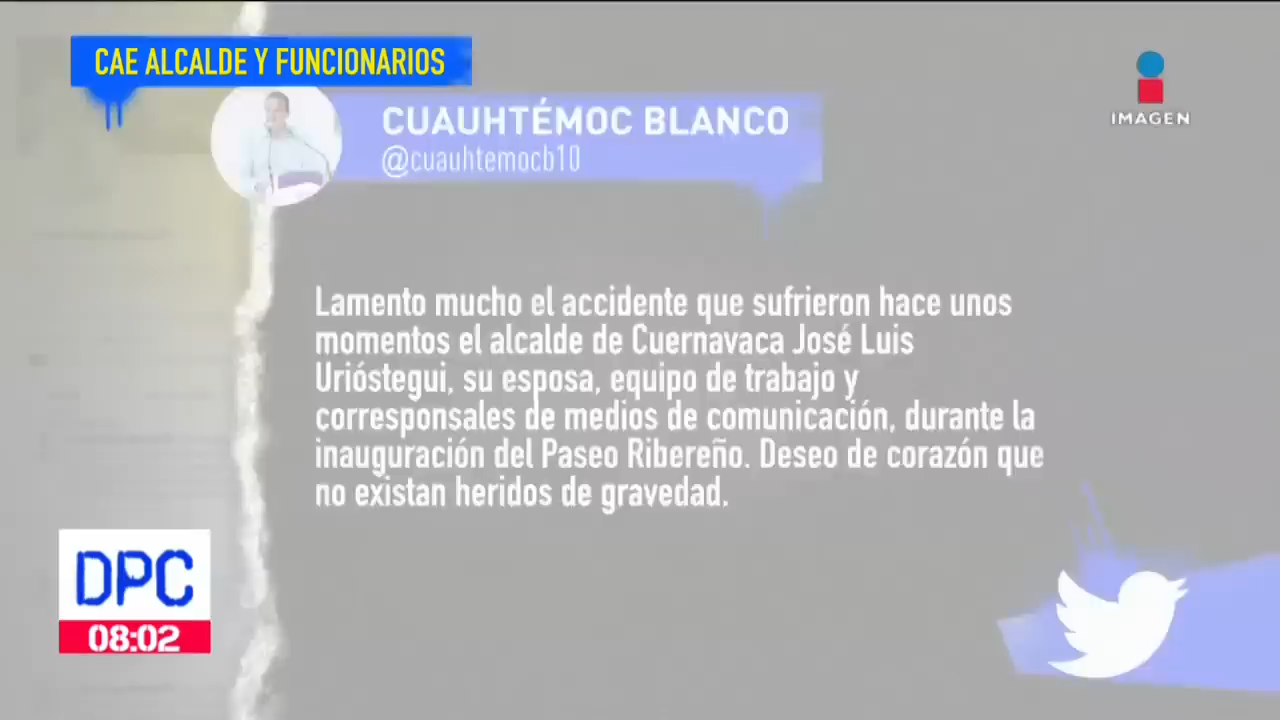 CAE ALCALDE Y FUNCIONARIOS
IMAGEN
CUAUHTÉMOC BLANCO
@cuauhtemocb10
Lamento mucho el accidente que sufrieron hace unos
momentos el alcalde de Cuernavaca José Luis
Urióstegui, su esposa, equipo de trabajo y
corresponsales de medios de comunicación, durante la
inauguración del Paseo Ribereño. Deseo de corazón que
no existan heridos de gravedad.
DPC
08:02